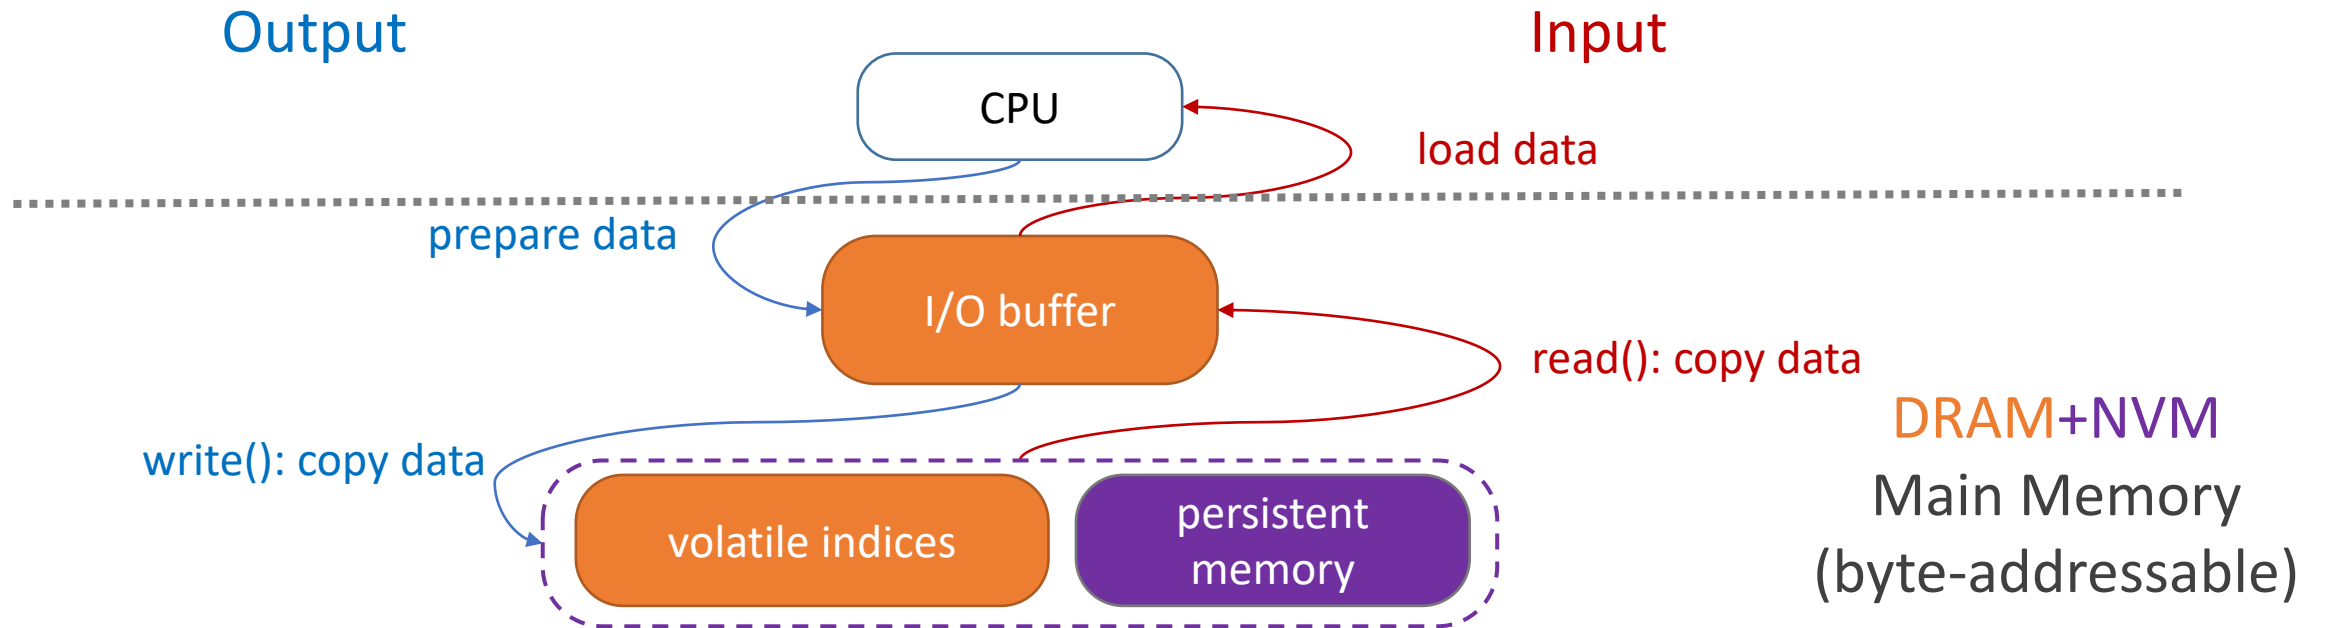 Output
Input
CPU
load data
prepare data
I/O buffer
read(): copy data
DRAM+NVM
write(): copy data
Main Memory
(byte-addressable)
volatile indices
persistent
memory